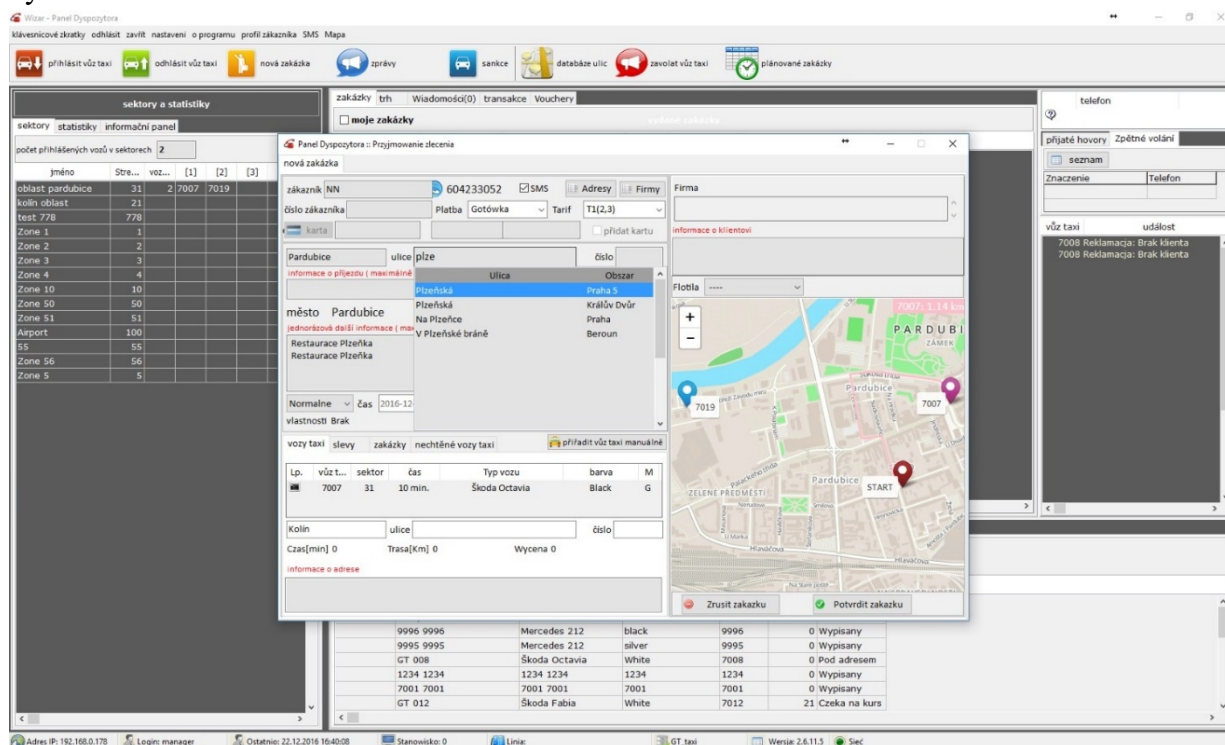 y
Wizar - Panel Dyspozytora
klávesnicové zkratky odhlásit zavřít nastaveni o programu profil zákazníka SMS Mapa
přihlásit vůz taxi odhlásit vůz taxi nová zakázka zprávy sankce databáze ulic zavolat vůz taxi plánované zakázky
sektory a statistiky
sektory statistiky informační panel
počet přihlášených vozů v sektorech 2
jméno Stre... voz... [1] [2] [3]
oblast pardubice 31 2 7007 7019
kolín oblast 21
test 778 778
Zone 1 1
Zone 2 2
Zone 3 3
Zone 4 4
Zone 10 10
Zone 50 50
Zone 51 51
Airport 100
55 55
Zone 56 56
Zone 5 5
zakázky trh Wiadomości(0) transakce Vouchery
moje zakázky
Panel Dyspozytora :: Przyjmowanie zlecenia
nová zakázka
zákazník NN 604233052 SMS Adresy Firmy
číslo zákazníka Platba Gotówka Tarif T1(2,3)
karta přidat kartu
Pardubice ulice plze číslo
informace o příjezdu ( maximálně
Ulica Obszar
Plzeňská Praha 5
Plzeňská Králův Dvůr
Na Plzeňce Praha
V Plzeňské bráně Beroun
město Pardubice
jednorázová další informace ( max
Restaurace Plzeňka
Restaurace Plzeňka
Normalne čas 2016-12-
vlastnosti Brak
vozy taxi slevy zakázky nechtěné vozy taxi přiřadit vůz taxi manuálně
Lp. vůz t... sektor čas Typ vozu barva M
7007 31 10 min. Škoda Octavia Black G
Kolín ulice číslo
Czas[min] 0 Trasa[Km] 0 Wycena 0
informace o adrese
Firma
informace o klientovi
Flotila ----
+
−
7007: 1.14 km
PARDUBI
ZÁMEK
Pardubice
7019
7007
Pardubice
START
ZELENÉ PŘEDMĚSTÍ
Hlaváčova
Hlaváčova
Zrusit zakazku Potvrdit zakazku
telefon
přijaté hovory Zpětné volání
seznam
Znaczenie Telefon
vůz taxi událost
7008 Reklamacja: Brak klienta
7008 Reklamacja: Brak klienta
9996 9996 Mercedes 212 black 9996 0 Wypisany
9995 9995 Mercedes 212 silver 9995 0 Wypisany
GT 008 Škoda Octavia White 7008 0 Pod adresem
1234 1234 1234 1234 1234 1234 0 Wypisany
7001 7001 7001 7001 7001 7001 0 Wypisany
GT 012 Škoda Fabia White 7012 21 Czeka na kurs
Adres IP: 192.168.0.178 Login: manager Ostatnio: 22.12.2016 16:40:08 Stanowisko: 0 Linia: GT_taxi Wersja: 2.6.11.5 Sieć